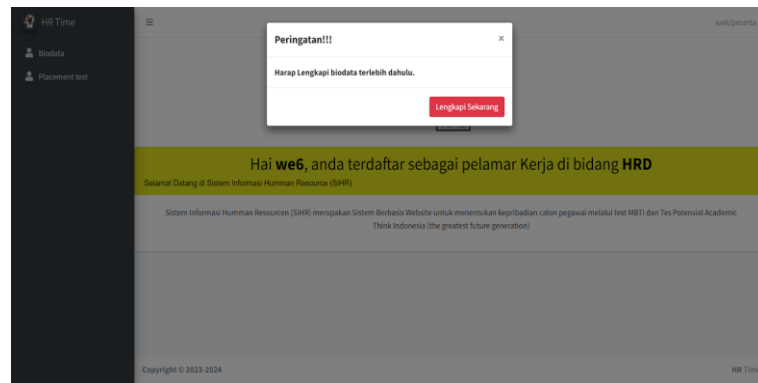 HR Time
we6/peserta
Biodata
Placement test
Peringatan!!!
×
Harap Lengkapi biodata terlebih dahulu.
Lengkapi Sekarang
Hai we6, anda terdaftar sebagai pelamar Kerja di bidang HRD
Selamat Datang di Sistem Informasi Humman Resource (SiHR)
Sistem Informasi Humman Resourcen (SiHR) merupakan Sistem Berbasis Website untuk menentukan kepribadian calon pegawai melalui test MBTI dan Tes Potensial Academic
Think Indonesia (the greatest future generation)
Copyright © 2023-2024
HR Time